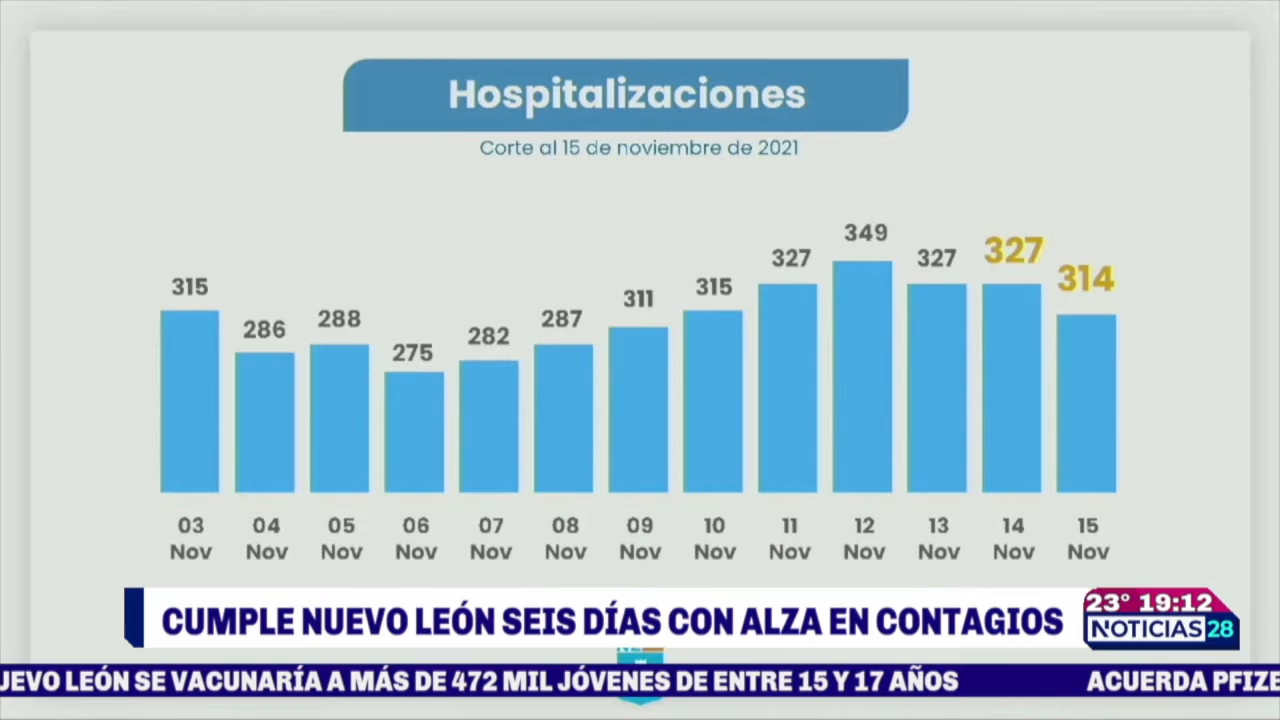 Hospitalizaciones
Corte al 15 de noviembre de 2021
315 286 288 275 282 287 311 315 327 349 327 327 314
03 04 05 06 07 08 09 10 11 12 13 14 15
Nov Nov Nov Nov Nov Nov Nov Nov Nov Nov Nov Nov Nov
CUMPLE NUEVO LEÓN SEIS DÍAS CON ALZA EN CONTAGIOS
23° 19:12
NOTICIAS 28
UEVO LEÓN SE VACUNARÍA A MÁS DE 472 MIL JÓVENES DE ENTRE 15 Y 17 AÑOS ACUERDA PFIZE